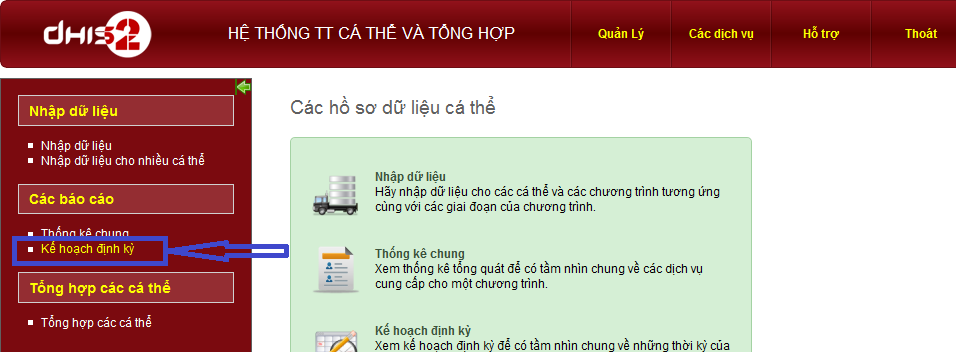 dHIS2
HỆ THỐNG TT CÁ THỂ VÀ TỔNG HỢP
Quản Lý
Các dịch vụ
Hỗ trợ
Thoát
Nhập dữ liệu
Nhập dữ liệu
Nhập dữ liệu cho nhiều cá thể
Các báo cáo
Thống kê chung
Kế hoạch định kỳ
Tổng hợp các cá thể
Tổng hợp các cá thể
Các hồ sơ dữ liệu cá thể
Nhập dữ liệu
Hãy nhập dữ liệu cho các cá thể và các chương trình tương ứng
cùng với các giai đoạn của chương trình.
Thống kê chung
Xem thống kê tổng quát để có tầm nhìn chung về các dịch vụ
cung cấp cho một chương trình.
Kế hoạch định kỳ
Xem kế hoạch định kỳ để có tầm nhìn chung về những thời kỳ của